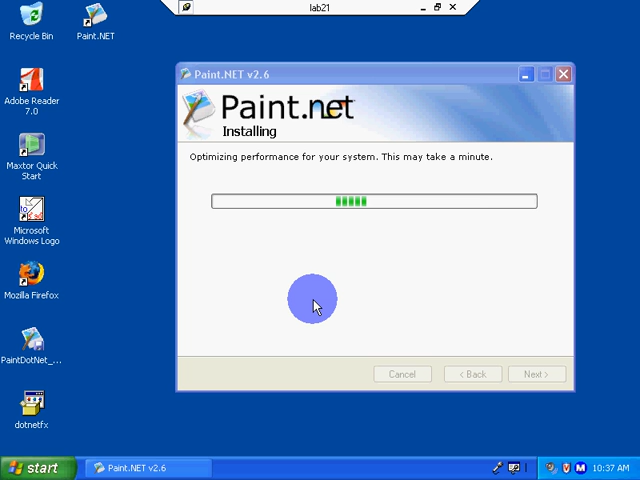 lab21
Recycle Bin
Paint.NET
Adobe Reader
7.0
Maxtor Quick
Start
Microsoft
Windows Logo
Mozilla Firefox
PaintDotNet_...
dotnetfx
Paint.NET v2.6
Paint.net
Installing
Optimizing performance for your system. This may take a minute.
Cancel
< Back
Next >
start
Paint.NET v2.6
10:37 AM